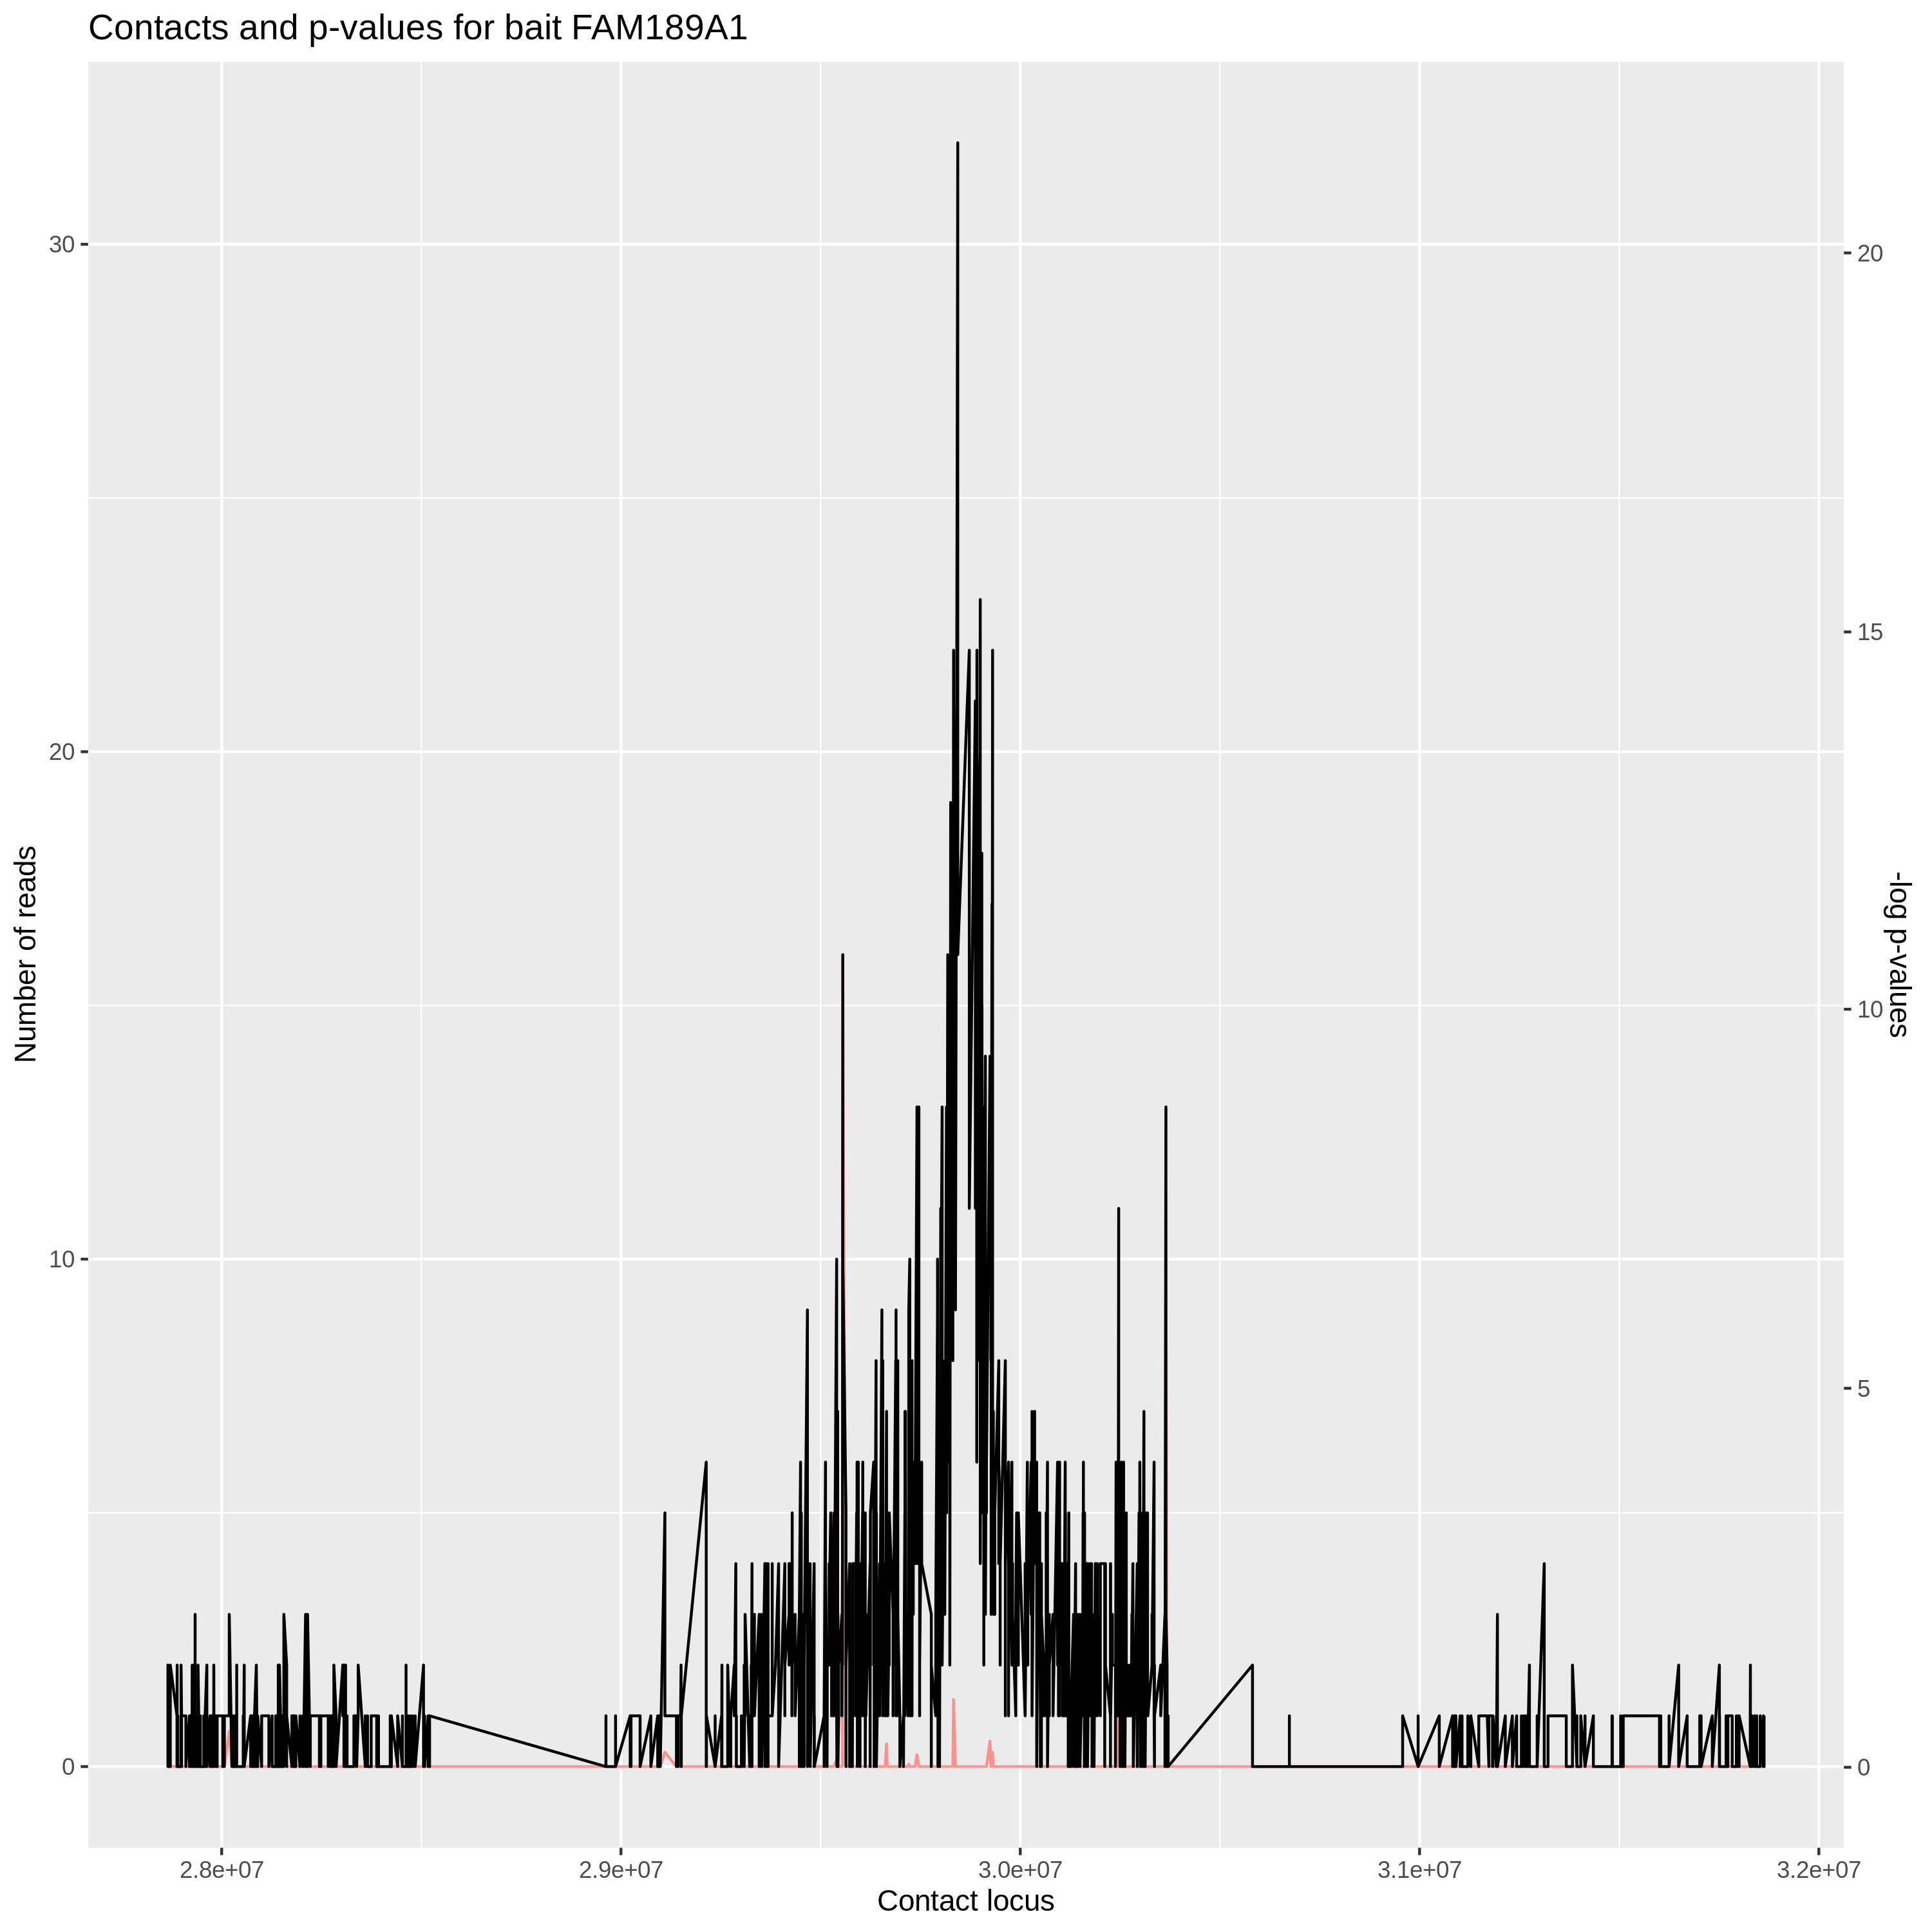 Contacts and p-values for bait FAM189A1
30
20
10
0
Number of reads
20
15
10
5
0
-log p-values
2.8e+07 2.9e+07 3.0e+07 3.1e+07 3.2e+07
Contact locus